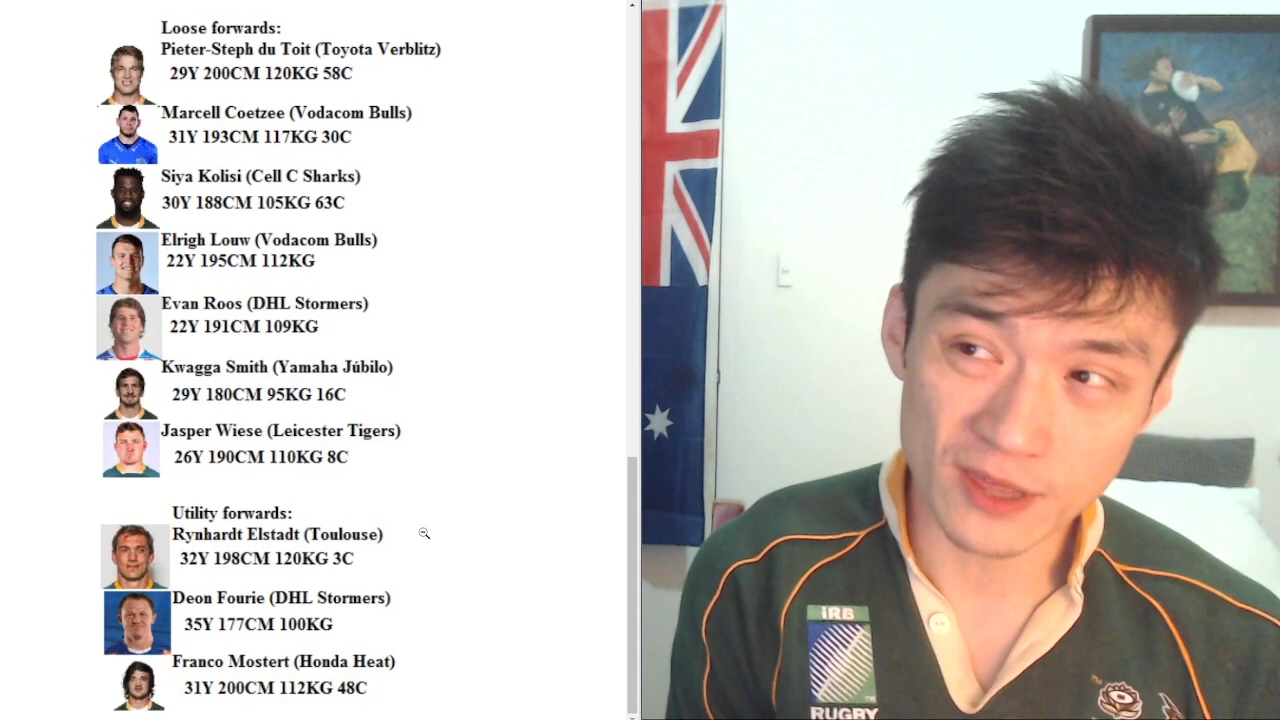 Loose forwards:
Pieter-Steph du Toit (Toyota Verblitz)
29Y 200CM 120KG 58C
Marcell Coetzee (Vodacom Bulls)
31Y 193CM 117KG 30C
Siya Kolisi (Cell C Sharks)
30Y 188CM 105KG 63C
Elrigh Louw (Vodacom Bulls)
22Y 195CM 112KG
Evan Roos (DHL Stormers)
22Y 191CM 109KG
Kwagga Smith (Yamaha Júbilo)
29Y 180CM 95KG 16C
Jasper Wiese (Leicester Tigers)
26Y 190CM 110KG 8C
Utility forwards:
Rynhardt Elstadt (Toulouse)
32Y 198CM 120KG 3C
Deon Fourie (DHL Stormers)
35Y 177CM 100KG
Franco Mostert (Honda Heat)
31Y 200CM 112KG 48C
iRB
TM
RUGBY